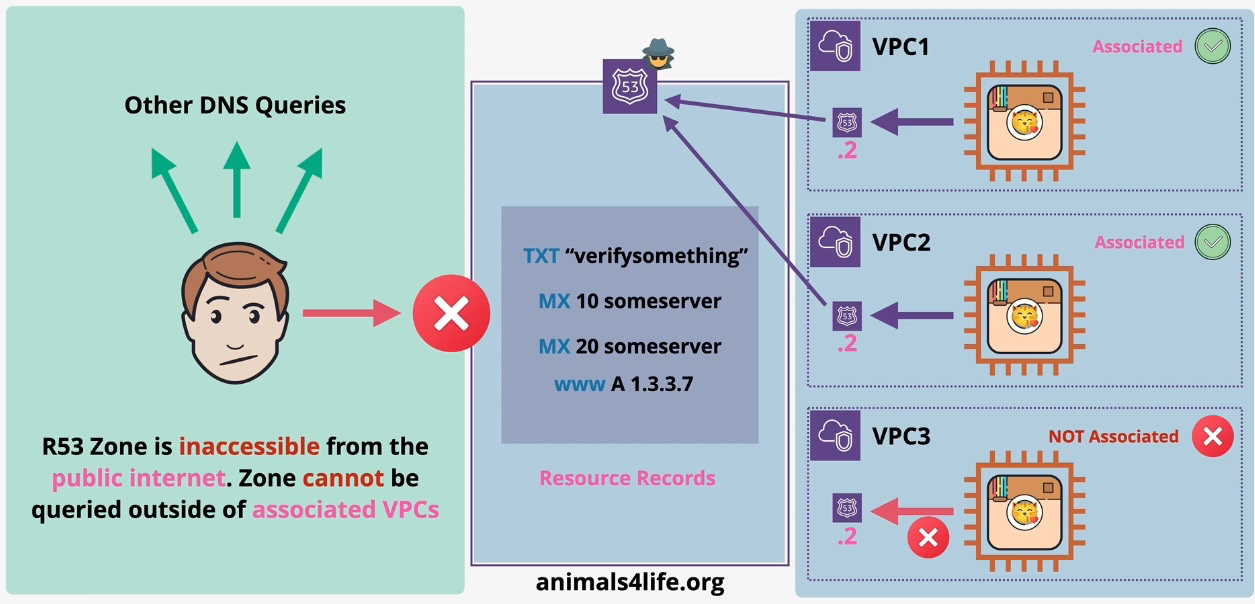 Other DNS Queries
R53 Zone is inaccessible from the
public internet. Zone cannot be
queried outside of associated VPCs
53
TXT “verifysomething”
MX 10 someserver
MX 20 someserver
www A 1.3.3.7
Resource Records
animals4life.org
VPC1
Associated
53
.2
VPC2
Associated
53
.2
VPC3
NOT Associated
53
.2